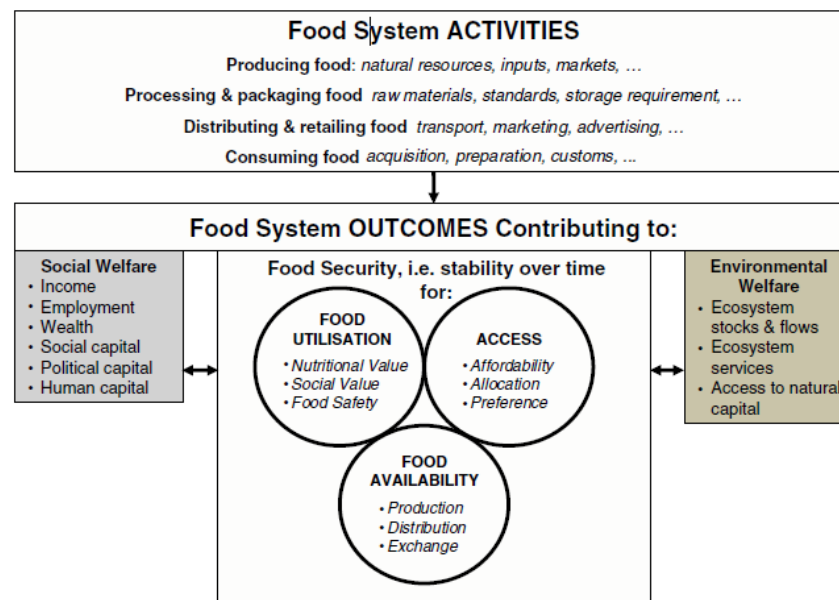 Food System ACTIVITIES
Producing food: natural resources, inputs, markets, …
Processing & packaging food raw materials, standards, storage requirement, …
Distributing & retailing food transport, marketing, advertising, …
Consuming food acquisition, preparation, customs, ...
Food System OUTCOMES Contributing to:
Social Welfare
• Income
• Employment
• Wealth
• Social capital
• Political capital
• Human capital
Food Security, i.e. stability over time
for:
FOOD
UTILISATION
• Nutritional Value
• Social Value
• Food Safety
ACCESS
• Affordability
• Allocation
• Preference
FOOD
AVAILABILITY
• Production
• Distribution
• Exchange
Environmental
Welfare
• Ecosystem
stocks & flows
• Ecosystem
services
• Access to natural
capital